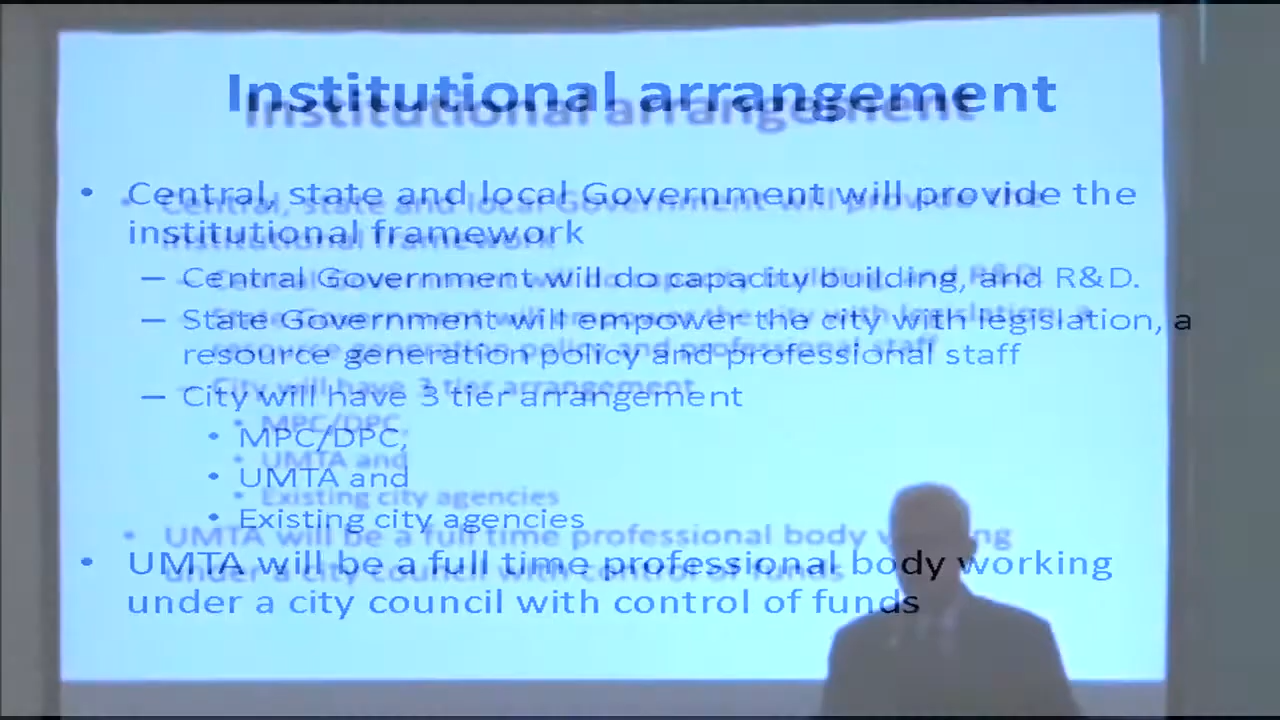 Institutional arrangement
• Central, state and local Government will provide the
institutional framework
– Central Government will do capacity building, and R&D.
– State Government will empower the city with legislation, a
resource generation policy and professional staff
– City will have 3 tier arrangement
• MPC/DPC,
• UMTA and
• Existing city agencies
• UMTA will be a full time professional body working
under a city council with control of funds